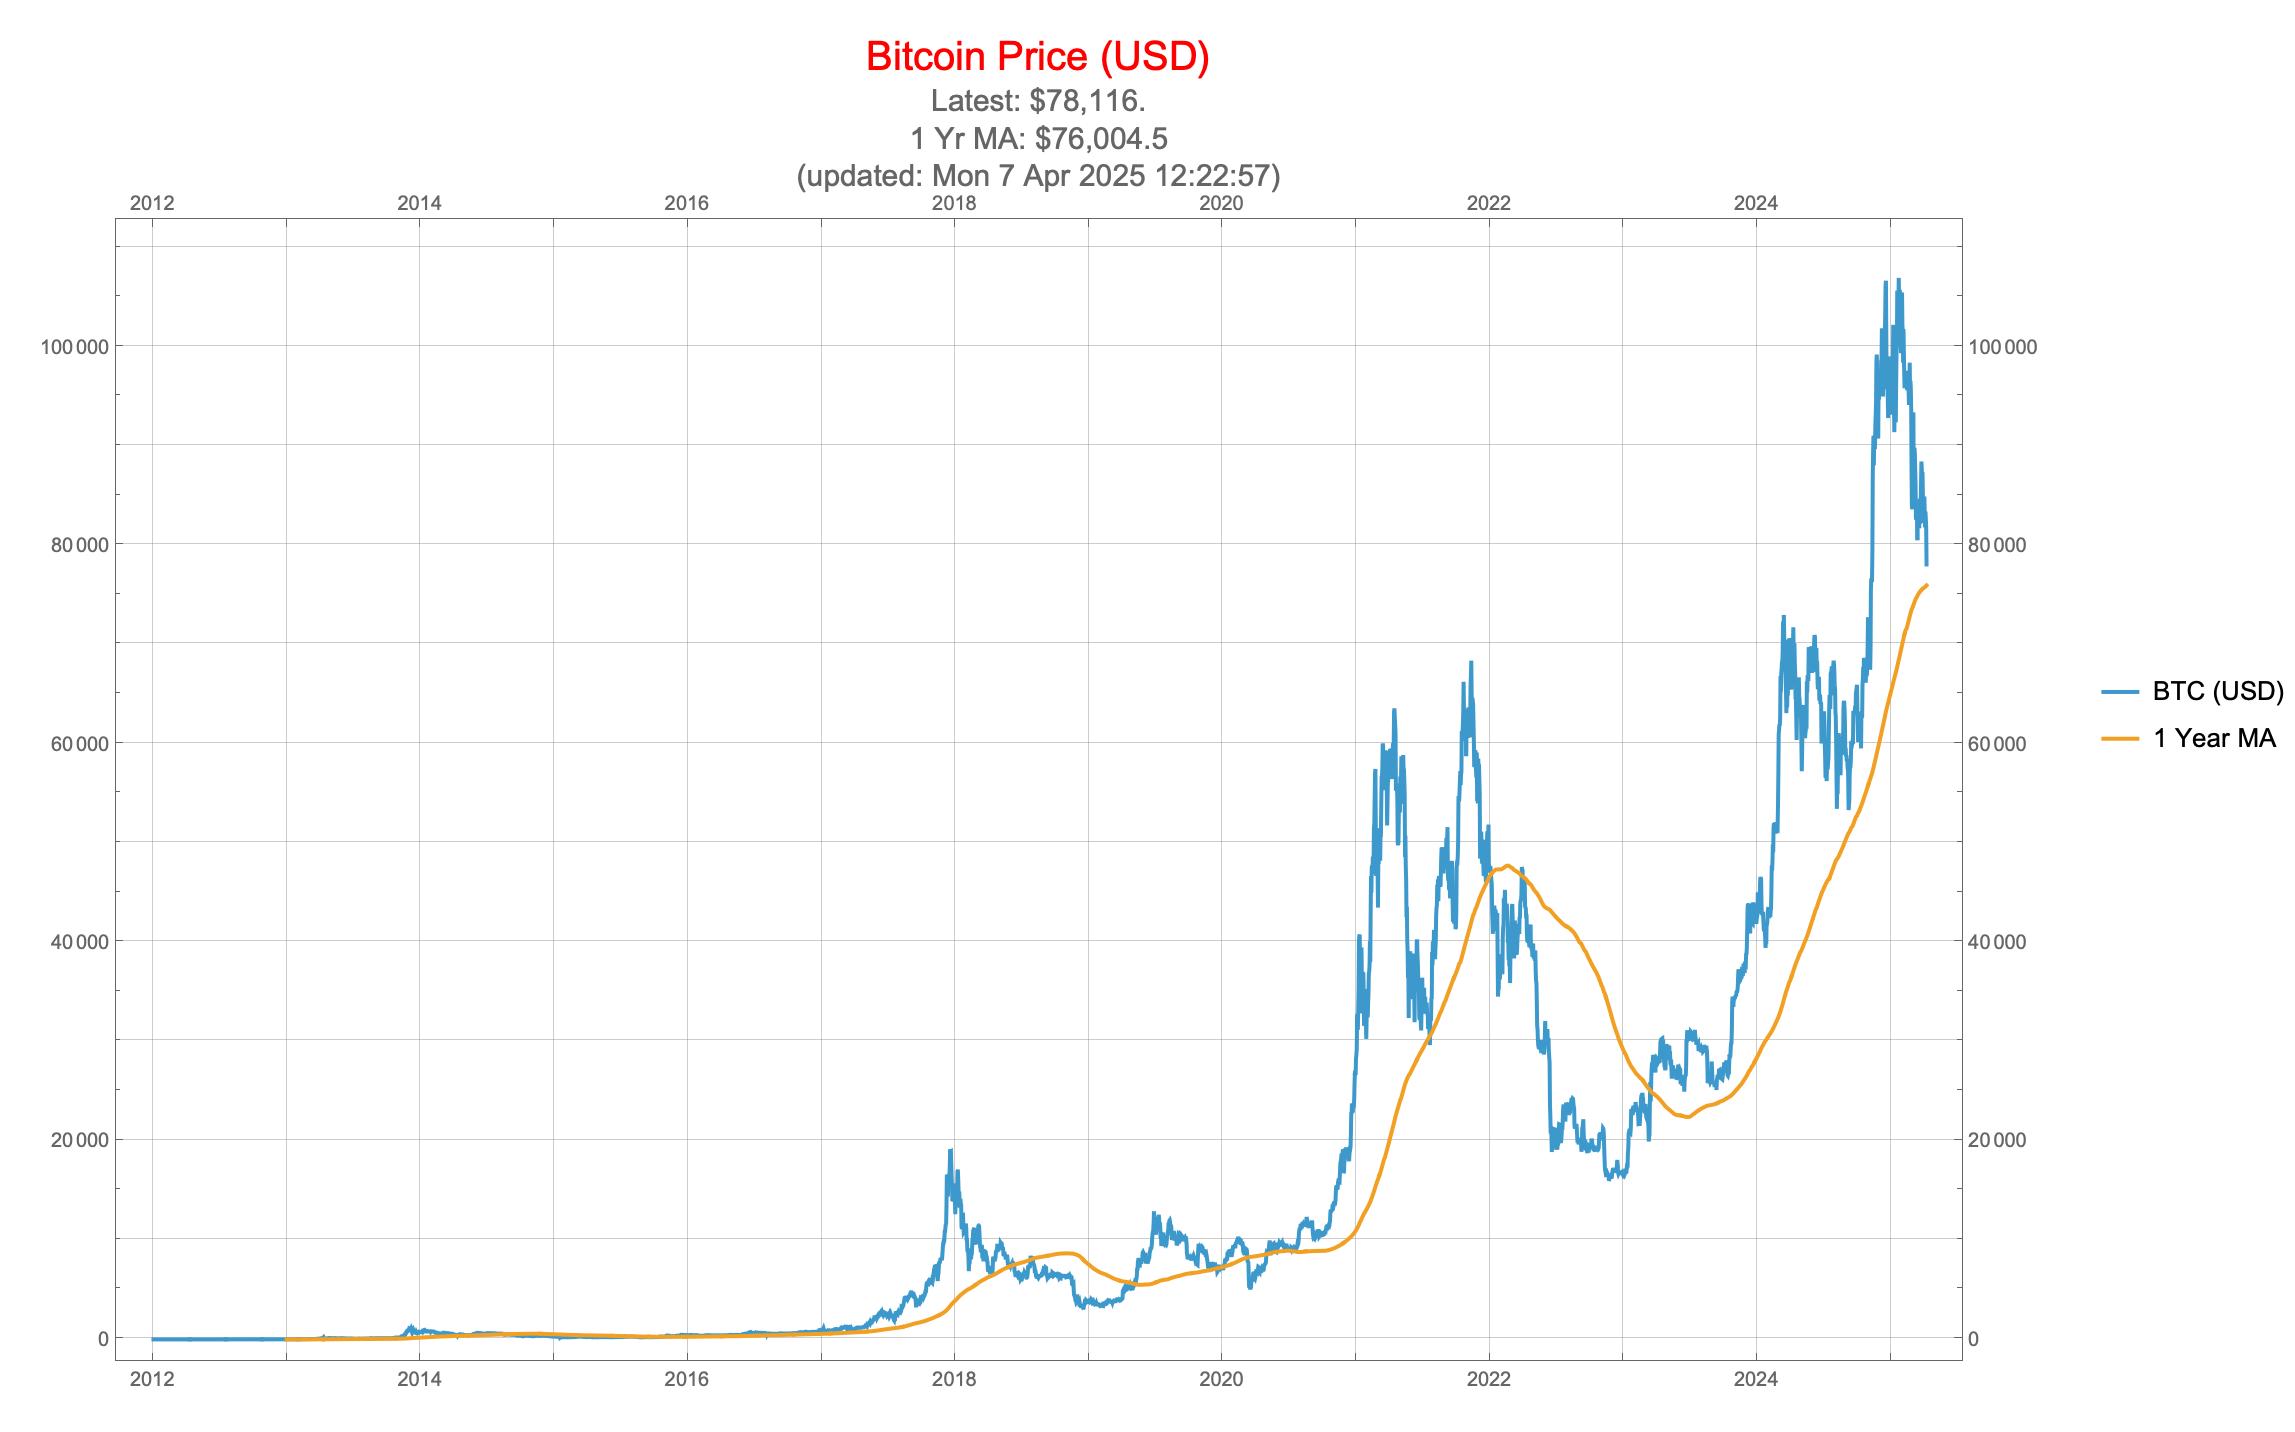 Bitcoin Price (USD)
Latest: $78,116.
1 Yr MA: $76,004.5
(updated: Mon 7 Apr 2025 12:22:57)
2012 2014 2016 2018 2020 2022 2024
100 000 100 000
80 000 80 000
60 000 60 000
40 000 40 000
20 000 20 000
0 0
2012 2014 2016 2018 2020 2022 2024
BTC (USD)
1 Year MA